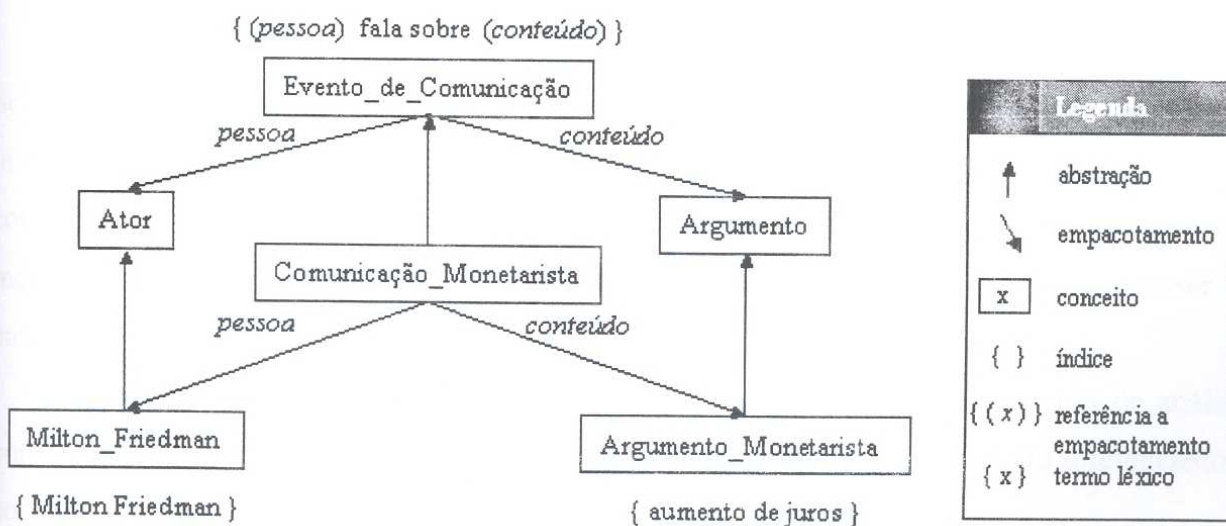 { (pessoa) fala sobre (conteúdo) }
Evento_de_Comunicação
pessoa
conteúdo
Ator
Argumento
Comunicação_Monetarista
pessoa
conteúdo
Milton_Friedman
Argumento_Monetarista
{ Milton Friedman }
{ aumento de juros }
Legenda
abstração
empacotamento
x conceito
{ } índice
{ (x) } referência a
empacotamento
{ x } termo léxico